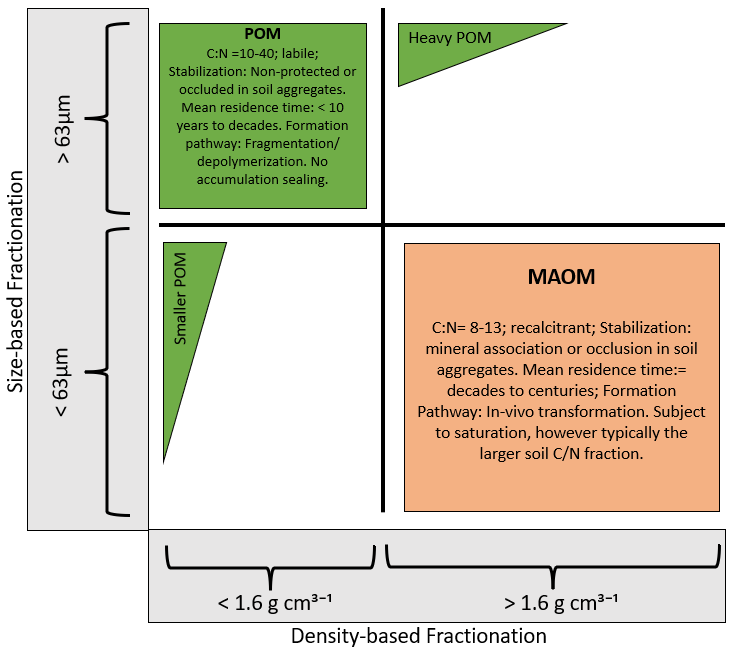 POM
C:N =10-40; labile;
Stabilization: Non-protected or
occluded in soil aggregates.
Mean residence time: < 10
years to decades. Formation
pathway: Fragmentation/
depolymerization. No
accumulation sealing.
Heavy POM
> 63µm
Size-based Fractionation
< 63µm
Smaller POM
MAOM
C:N= 8-13; recalcitrant; Stabilization:
mineral association or occlusion in soil
aggregates. Mean residence time:=
decades to centuries; Formation
Pathway: In-vivo transformation. Subject
to saturation, however typically the
larger soil C/N fraction.
< 1.6 g cm³⁻¹
> 1.6 g cm³⁻¹
Density-based Fractionation